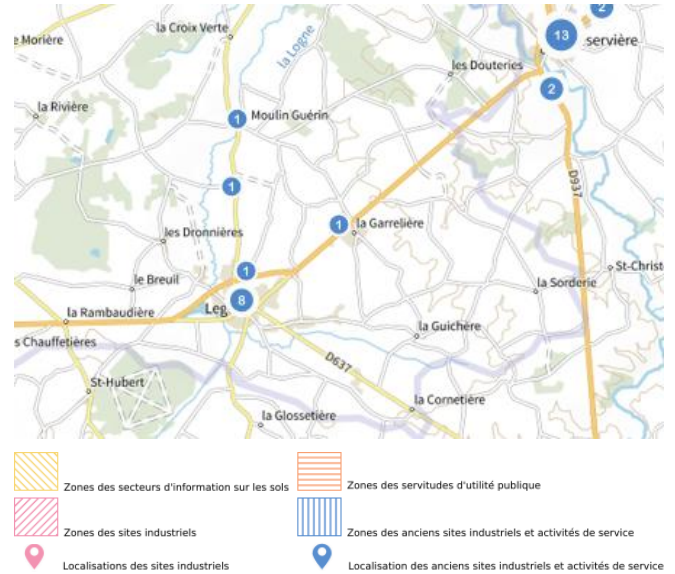 2
la Croix Verte
13
servière
e Morière
la Logne
les Douteries
2
la Rivière
1
Moulin Guérin
D937
1
1
la Garrelière
les Dronnières
St-Christ
1
le Breuil
la Sorderie
8
Leg
la Rambaudière
la Guichère
s Chauffetières
D637
St-Hubert
la Cornetière
la Glossetière
Zones des secteurs d'information sur les sols
Zones des servitudes d'utilité publique
Zones des sites industriels
Zones des anciens sites industriels et activités de service
Localisations des sites industriels
Localisation des anciens sites industriels et activités de service